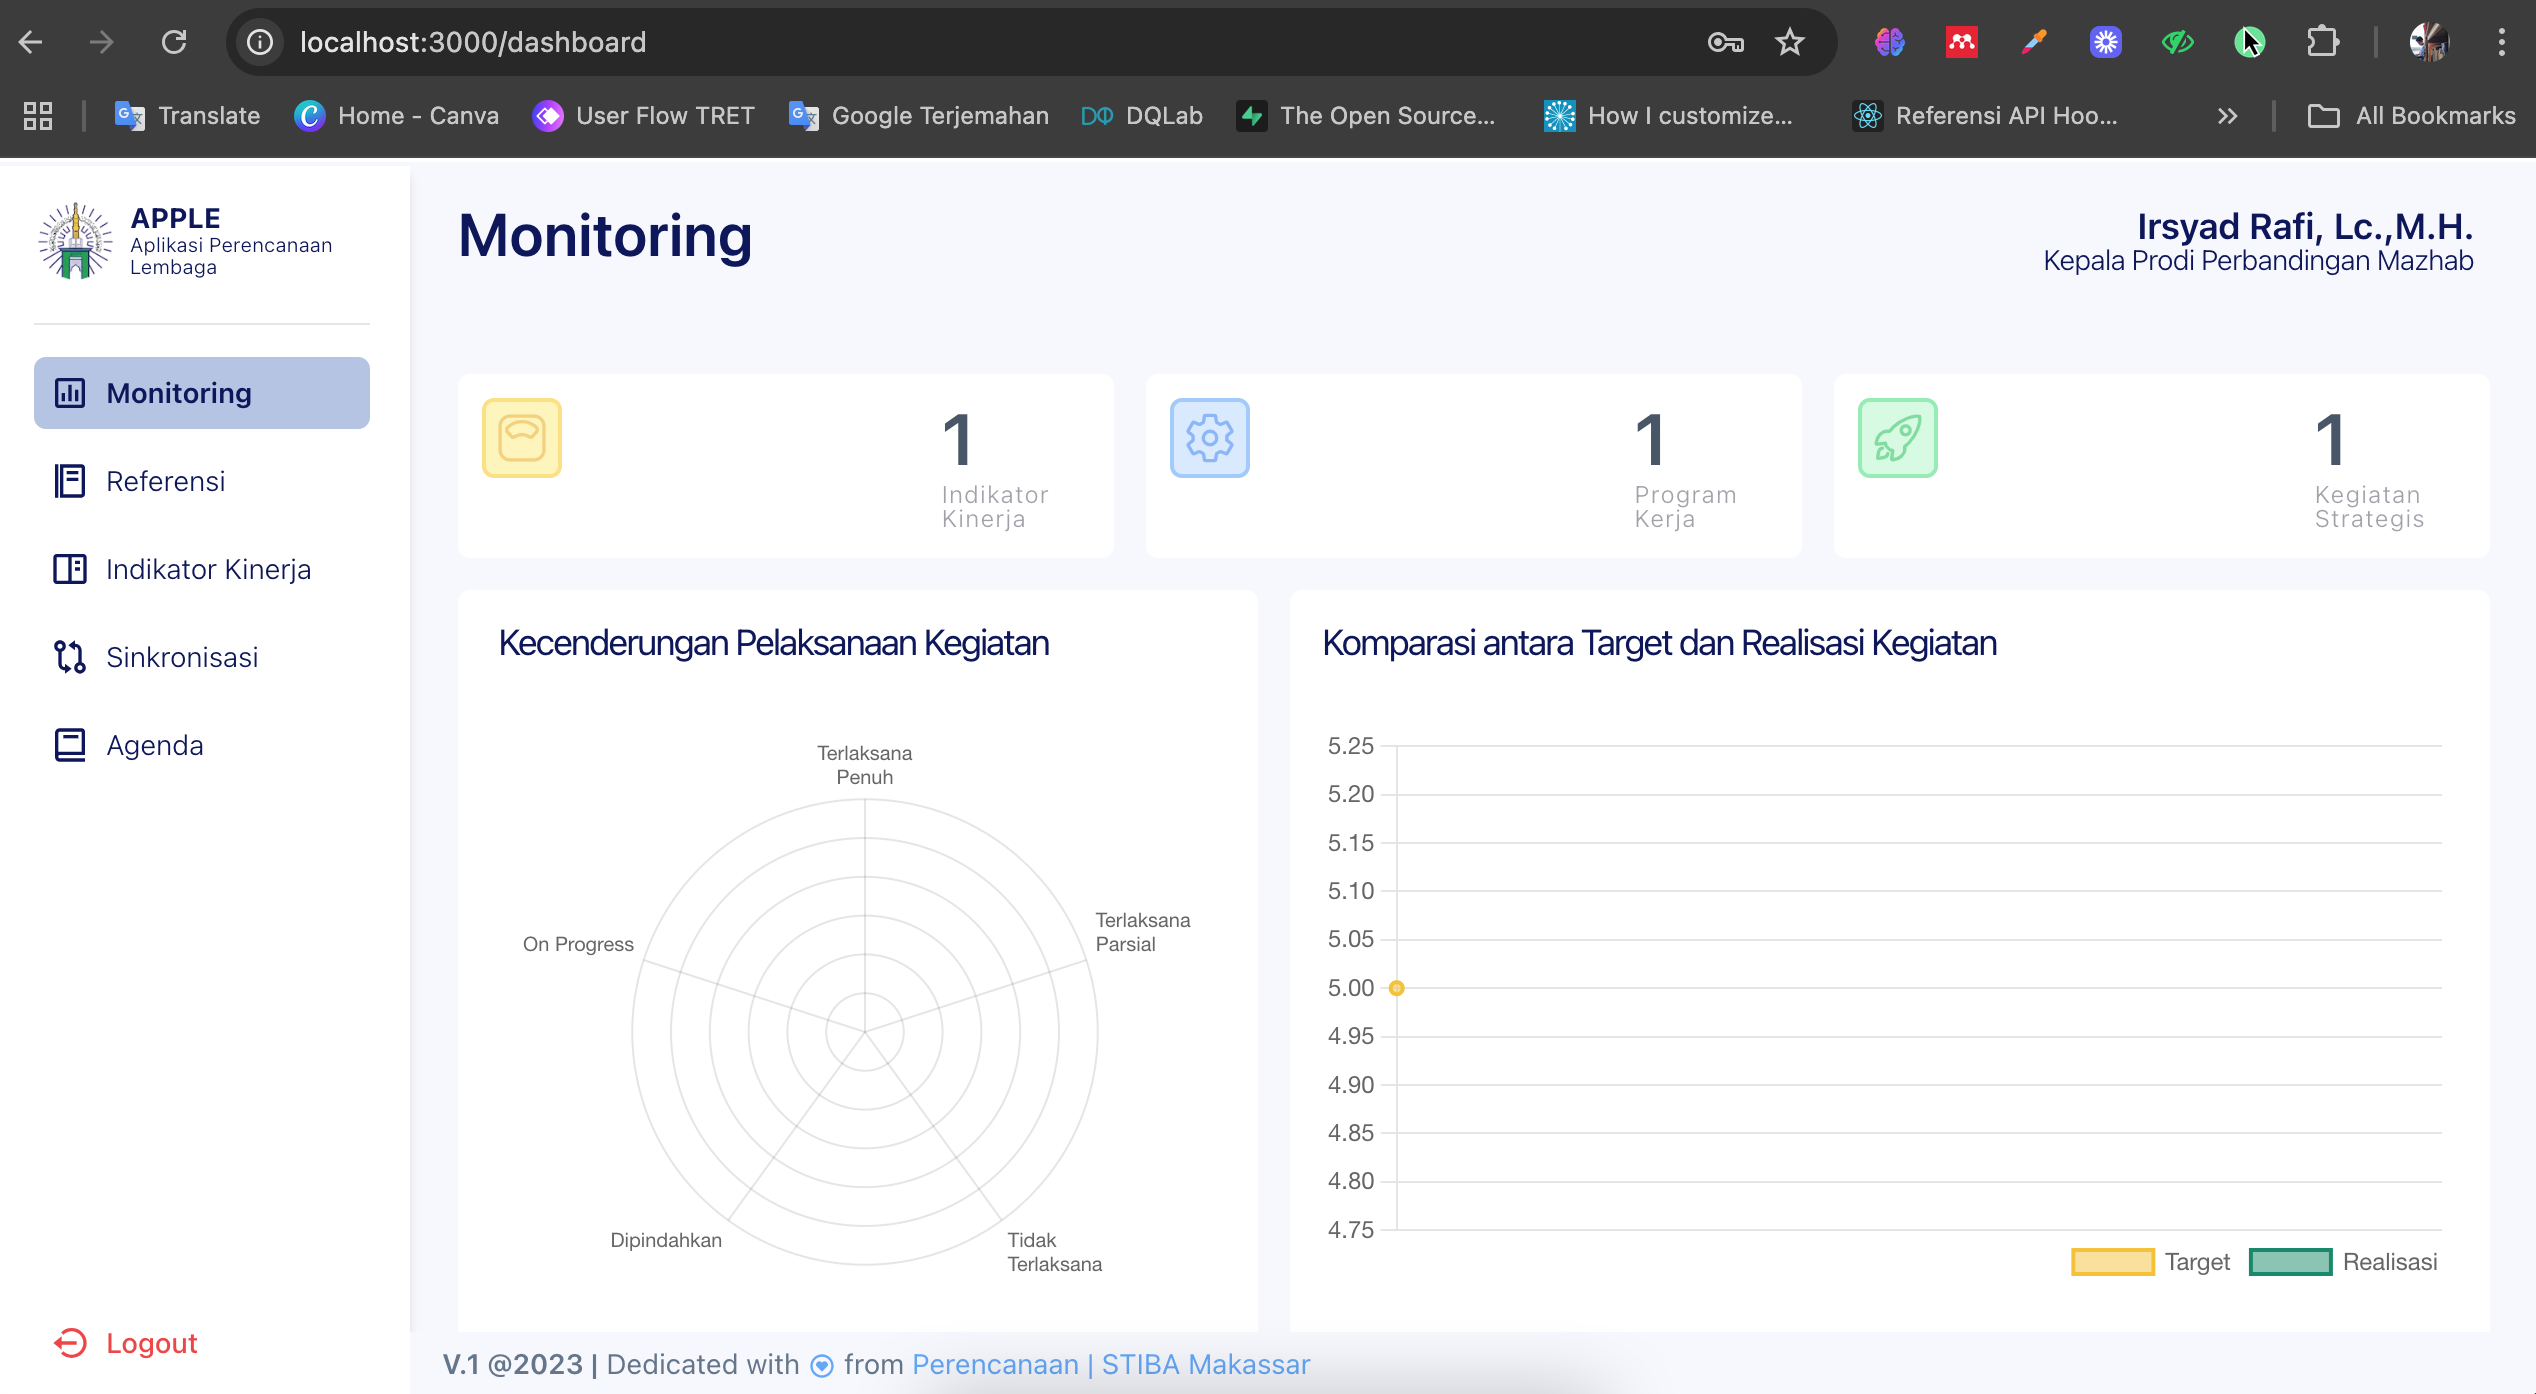 localhost:3000/dashboard
Translate
Home - Canva
User Flow TRET
Google Terjemahan
DQLab
The Open Source...
How I customize...
Referensi API Hoo...
All Bookmarks
APPLE
Aplikasi Perencanaan
Lembaga
Monitoring
Referensi
Indikator Kinerja
Sinkronisasi
Agenda
Logout
Monitoring
Irsyad Rafi, Lc.,M.H.
Kepala Prodi Perbandingan Mazhab
1
Indikator
Kinerja
1
Program
Kerja
1
Kegiatan
Strategis
Kecenderungan Pelaksanaan Kegiatan
Terlaksana
Penuh
Terlaksana
Parsial
On Progress
Dipindahkan
Tidak
Terlaksana
Komparasi antara Target dan Realisasi Kegiatan
5.25
5.20
5.15
5.10
5.05
5.00
4.95
4.90
4.85
4.80
4.75
Target
Realisasi
V.1 @2023 | Dedicated with from Perencanaan | STIBA Makassar